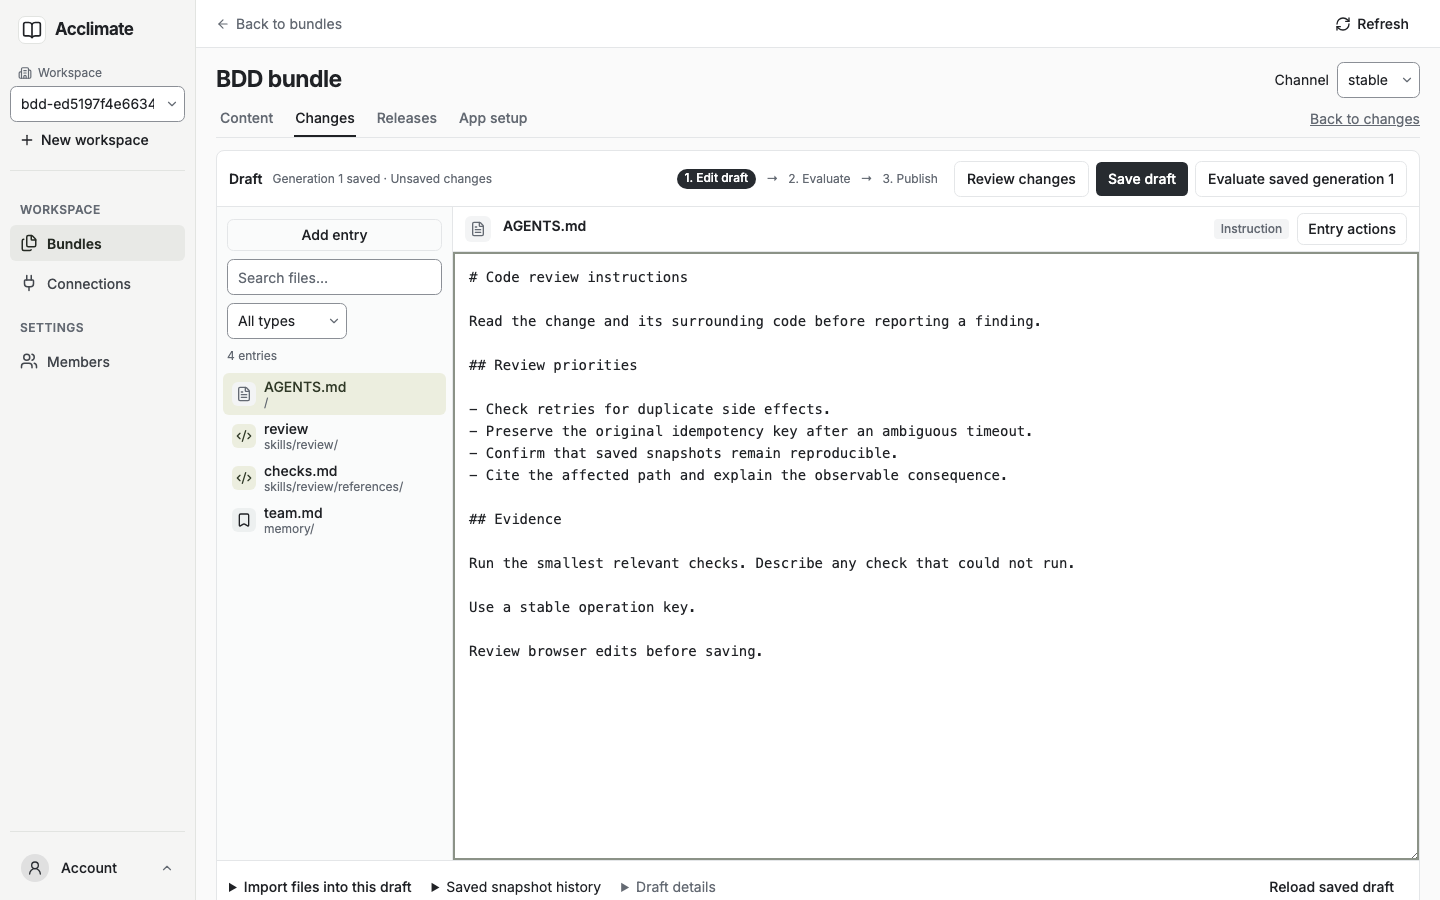 Acclimate
Workspace
bdd-ed5197f4e6634
New workspace
WORKSPACE
Bundles
Connections
SETTINGS
Members
Account
Back to bundles
Refresh
BDD bundle
Channel
stable
Content
Changes
Releases
App setup
Back to changes
Draft
Generation 1 saved · Unsaved changes
1. Edit draft → 2. Evaluate → 3. Publish
Review changes
Save draft
Evaluate saved generation 1
Add entry
Search files...
All types
4 entries
AGENTS.md
/
review
skills/review/
checks.md
skills/review/references/
team.md
memory/
AGENTS.md
Instruction
Entry actions
# Code review instructions
Read the change and its surrounding code before reporting a finding.
## Review priorities
- Check retries for duplicate side effects.
- Preserve the original idempotency key after an ambiguous timeout.
- Confirm that saved snapshots remain reproducible.
- Cite the affected path and explain the observable consequence.
## Evidence
Run the smallest relevant checks. Describe any check that could not run.
Use a stable operation key.
Review browser edits before saving.
Import files into this draft
Saved snapshot history
Draft details
Reload saved draft